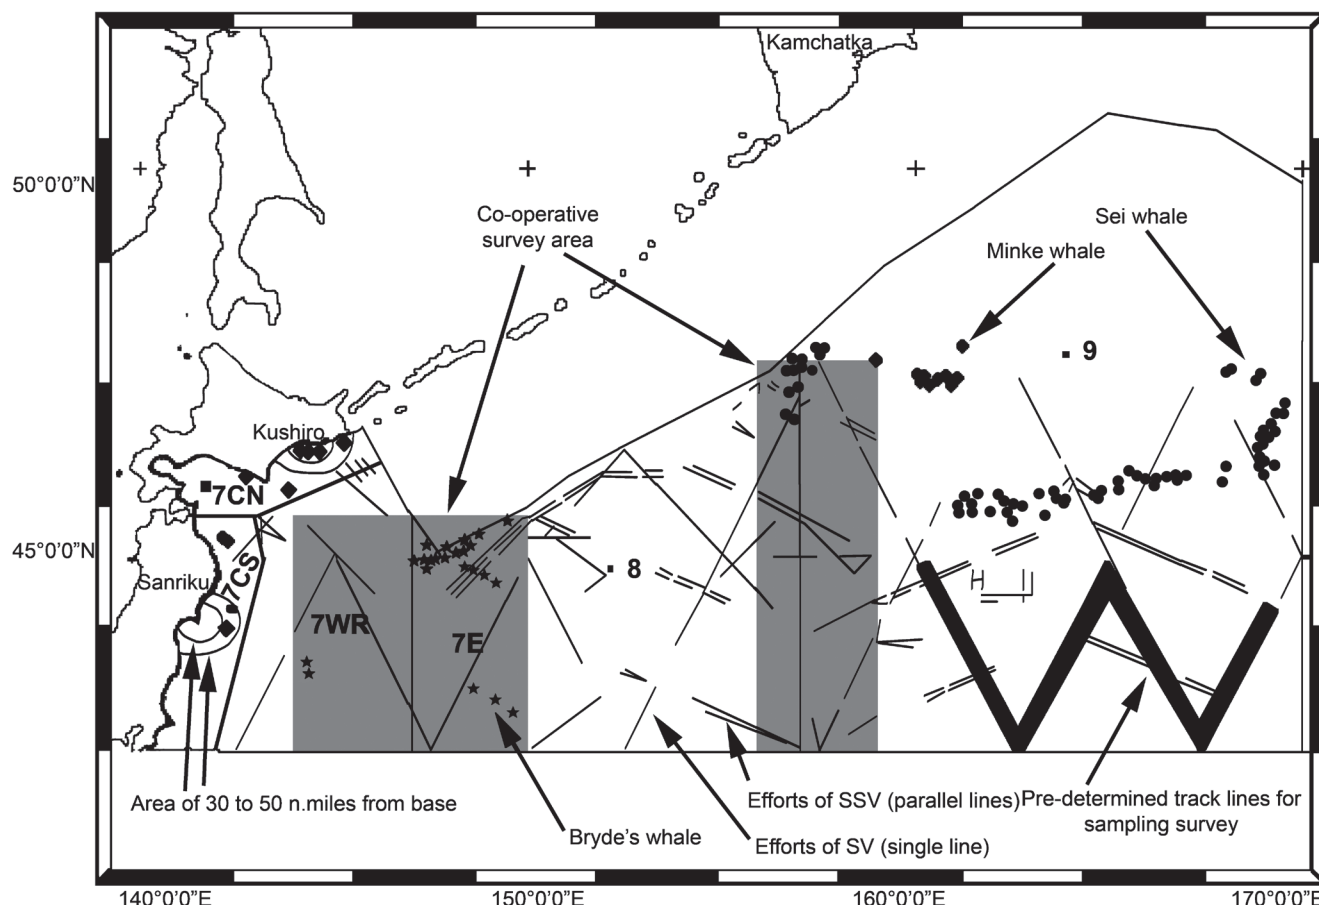 Kamchatka
50°0'0"N
Co-operative
survey area
Sei whale
Minke whale
9
Kushiro
7CN
45°0'0"N
Sanriku
7CS
8
7WR
7E
Area of 30 to 50 n.miles from base
Bryde's whale
Efforts of SSV (parallel lines)
Efforts of SV (single line)
Pre-determined track lines for
sampling survey
140°0'0"E
150°0'0"E
160°0'0"E
170°0'0"E